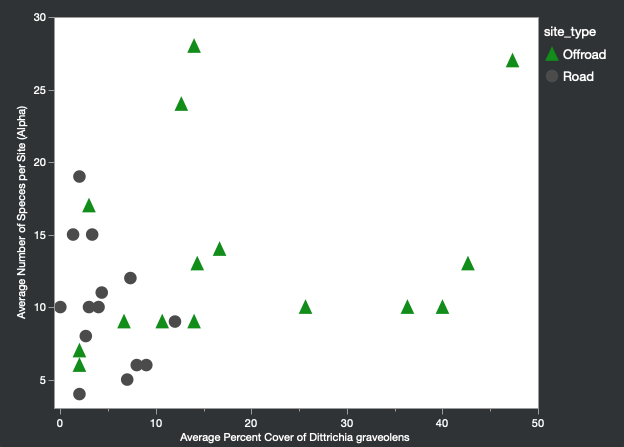 30
25
20
15
10
5
Average Number of Speces per Site (Alpha)
0
10
20
30
40
50
Average Percent Cover of Dittrichia graveolens
site_type
Offroad
Road